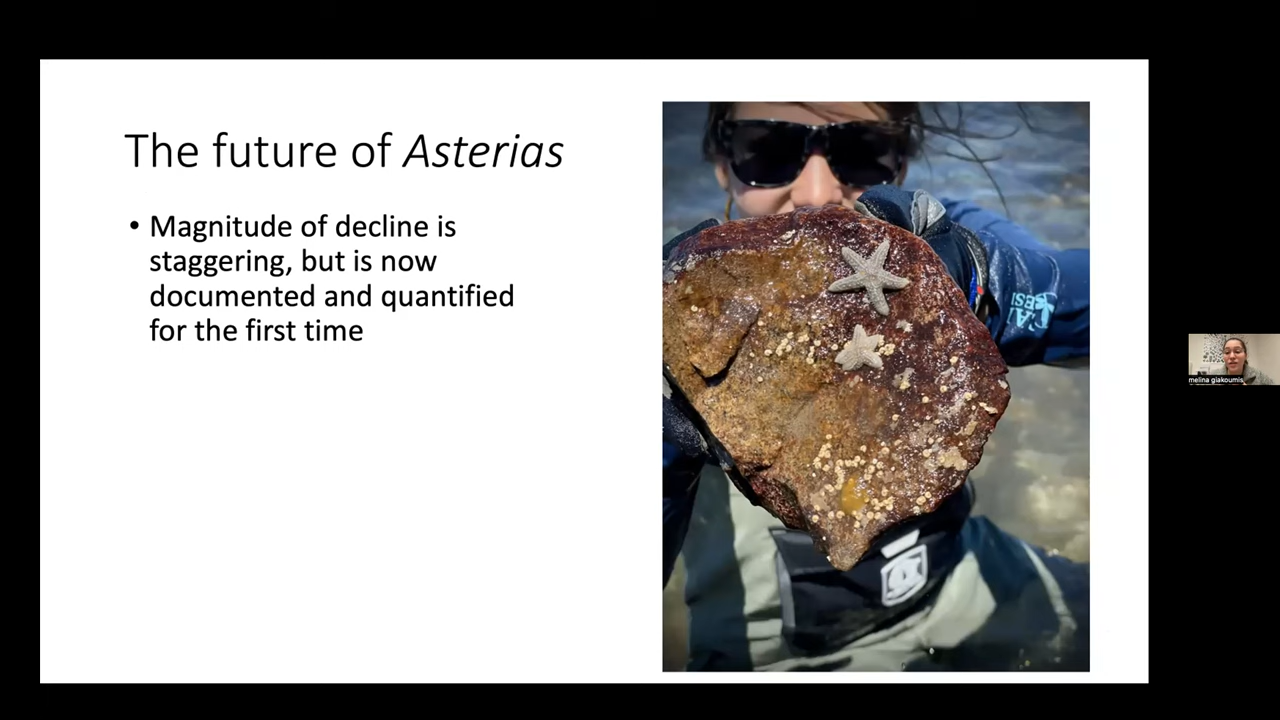 The future of Asterias
• Magnitude of decline is
staggering, but is now
documented and quantified
for the first time
melina giakoumis